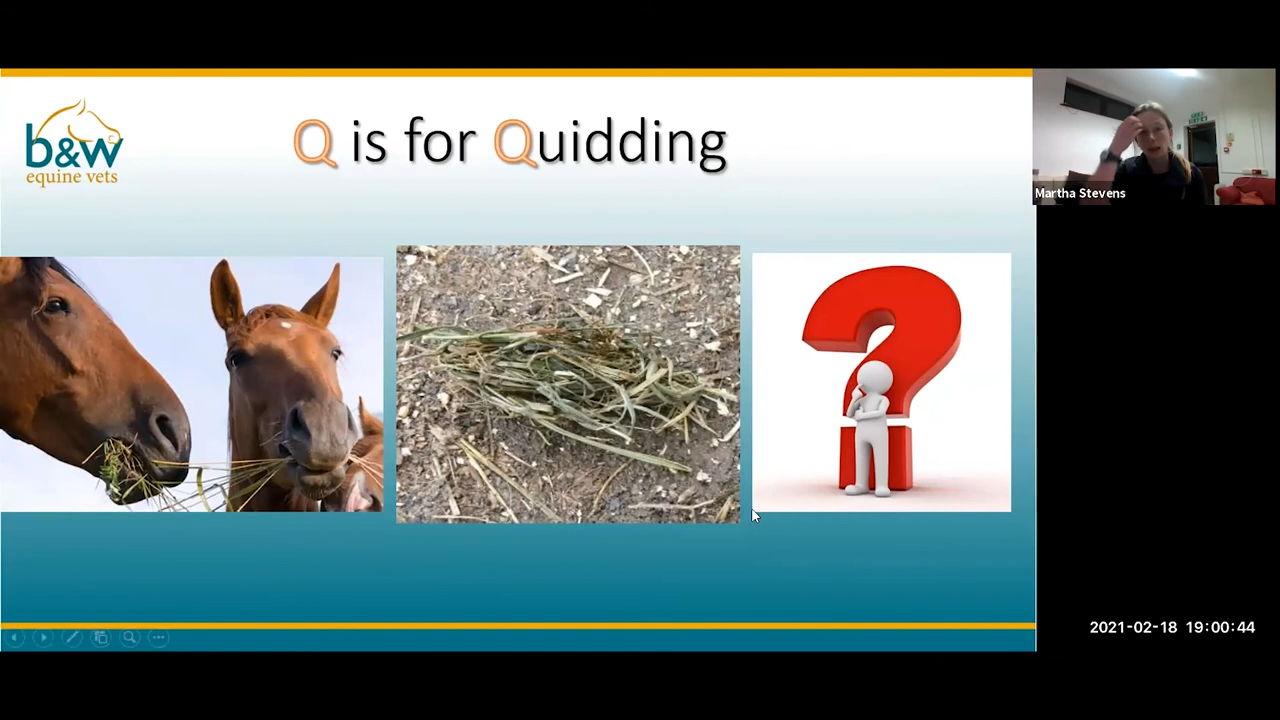 Q is for Quidding
b&w
equine vets
Martha Stevens
2021-02-18 19:00:44